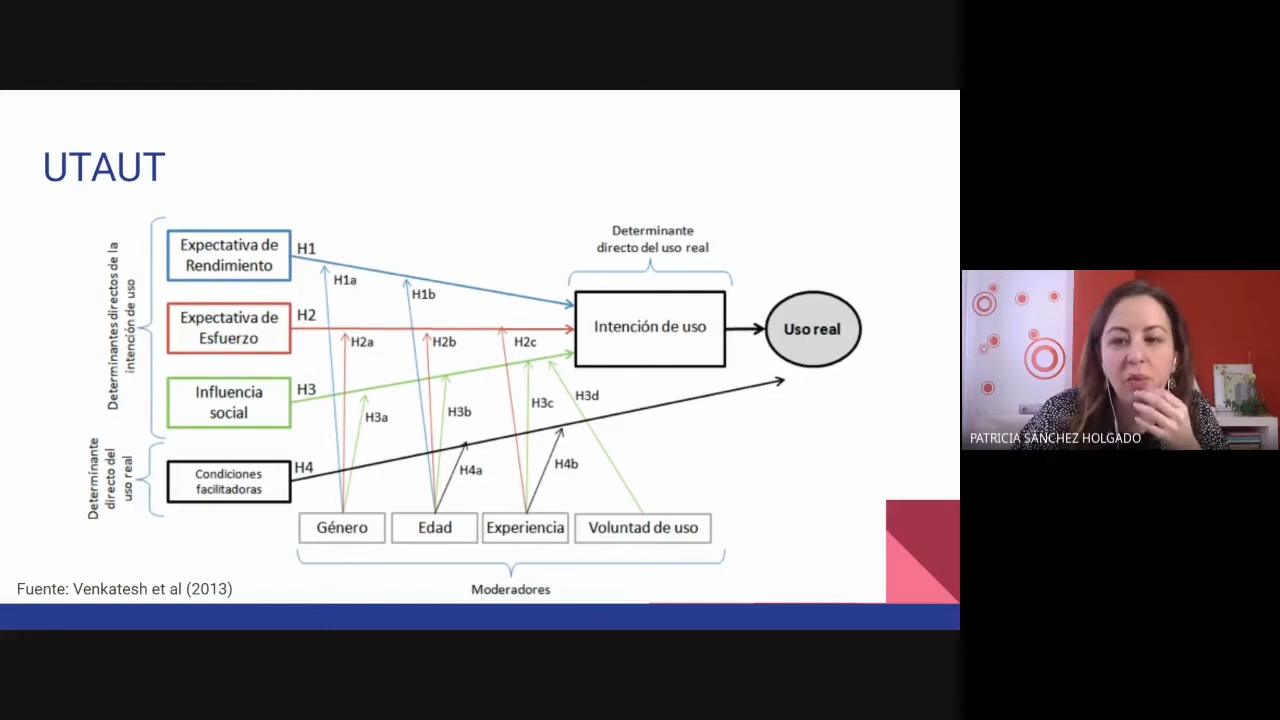 UTAUT
Determinantes directos de la
intención de uso
Expectativa de
Rendimiento
H1
H1a
H1b
Determinante
directo del uso real
Expectativa de
Esfuerzo
H2
H2a
H2b
H2c
Intención de uso
Uso real
Influencia
social
H3
H3a
H3b
H3c
H3d
Determinante
directo del
uso real
Condiciones
facilitadoras
H4
H4a
H4b
Género
Edad
Experiencia
Voluntad de uso
Moderadores
Fuente: Venkatesh et al (2013)
PATRICIA SÁNCHEZ HOLGADO